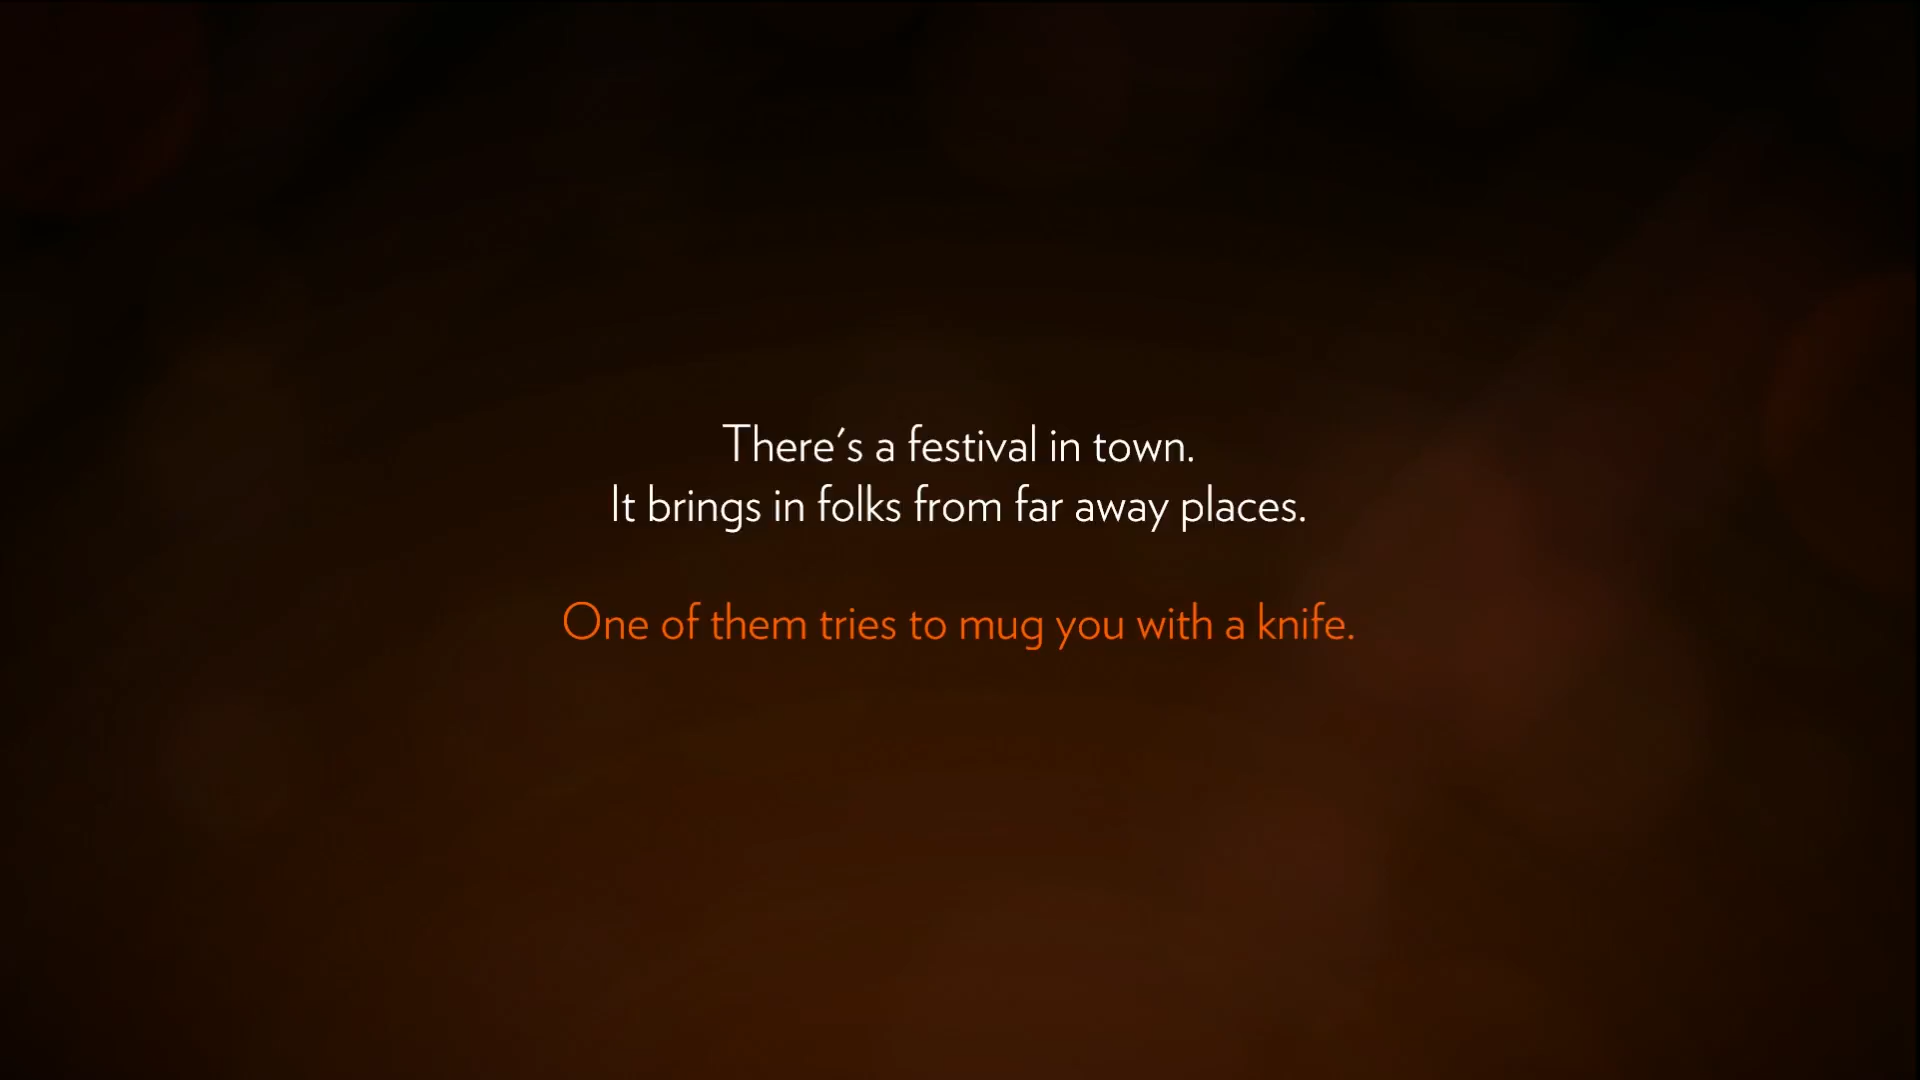 There's a festival in town.
It brings in folks from far away places.
One of them tries to mug you with a knife.